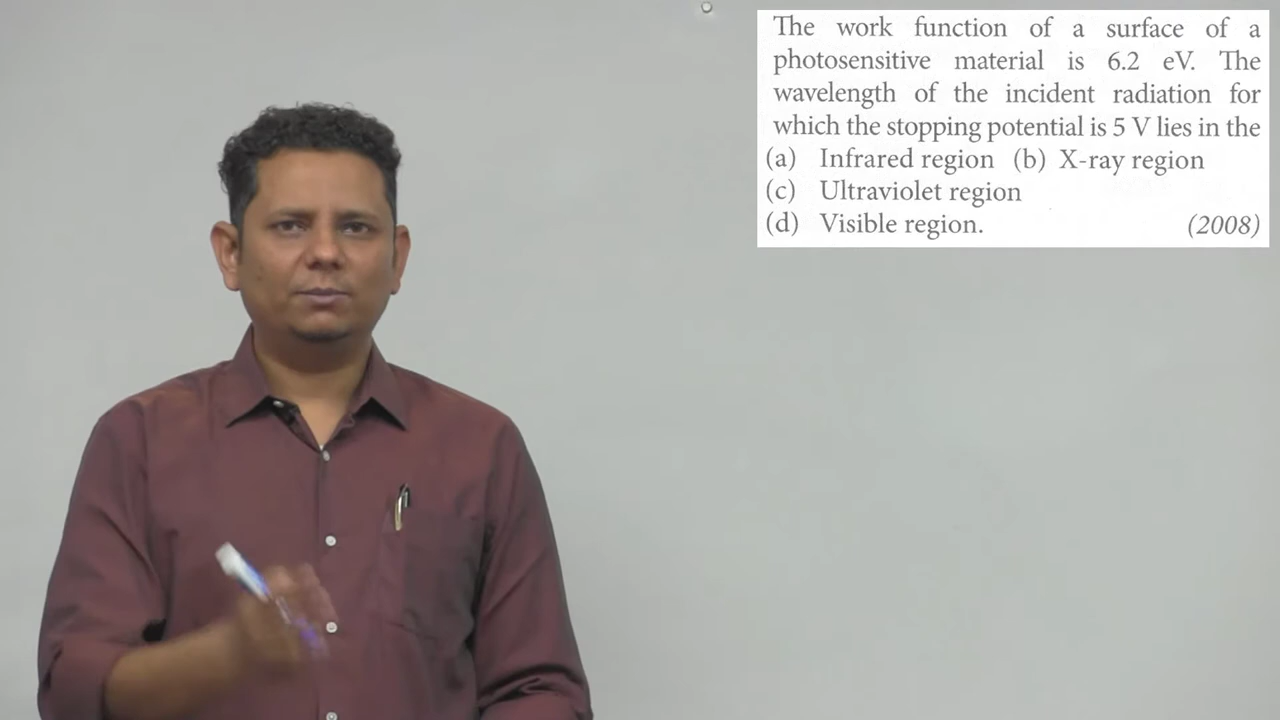 The work function of a surface of a
photosensitive material is 6.2 eV. The
wavelength of the incident radiation for
which the stopping potential is 5 V lies in the
(a) Infrared region (b) X-ray region
(c) Ultraviolet region
(d) Visible region. (2008)